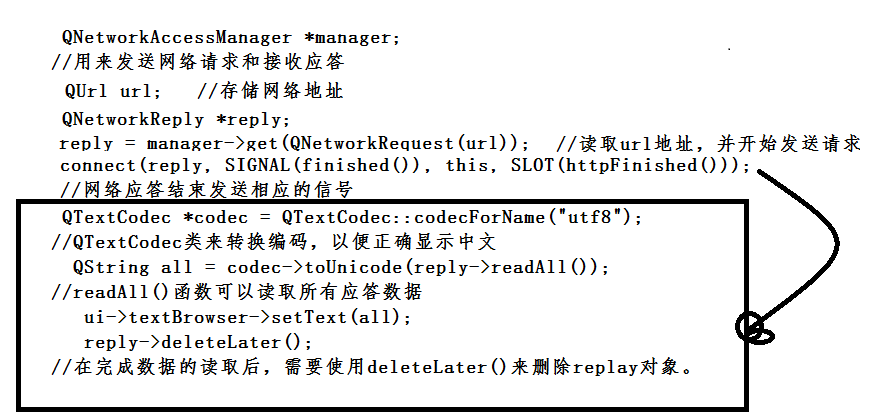 QNetworkAccessManager *manager;
//用来发送网络请求和接收应答
QUrl url;   //存储网络地址
QNetworkReply *reply;
reply = manager->get(QNetworkRequest(url));  //读取url地址，并开始发送请求
connect(reply, SIGNAL(finished()), this, SLOT(httpFinished()));
//网络应答结束发送相应的信号
QTextCodec *codec = QTextCodec::codecForName("utf8");
//QTextCodec类来转换编码，以便正确显示中文
QString all = codec->toUnicode(reply->readAll());
//readAll()函数可以读取所有应答数据
ui->textBrowser->setText(all);
reply->deleteLater();
//在完成数据的读取后，需要使用deleteLater()来删除replay对象。